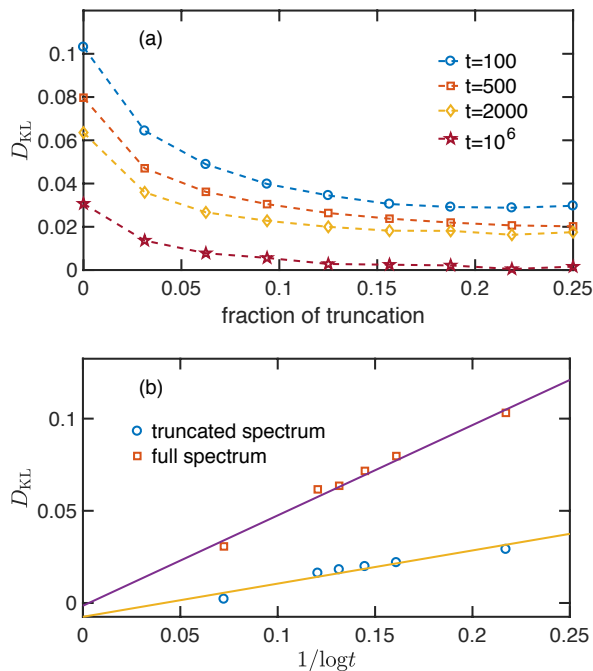 (a)
t=100
t=500
t=2000
t=10^6
D_KL
0.1
0.08
0.06
0.04
0.02
0
0 0.05 0.1 0.15 0.2 0.25
fraction of truncation
(b)
truncated spectrum
full spectrum
D_KL
0.1
0.05
0
0 0.05 0.1 0.15 0.2 0.25
1/logt